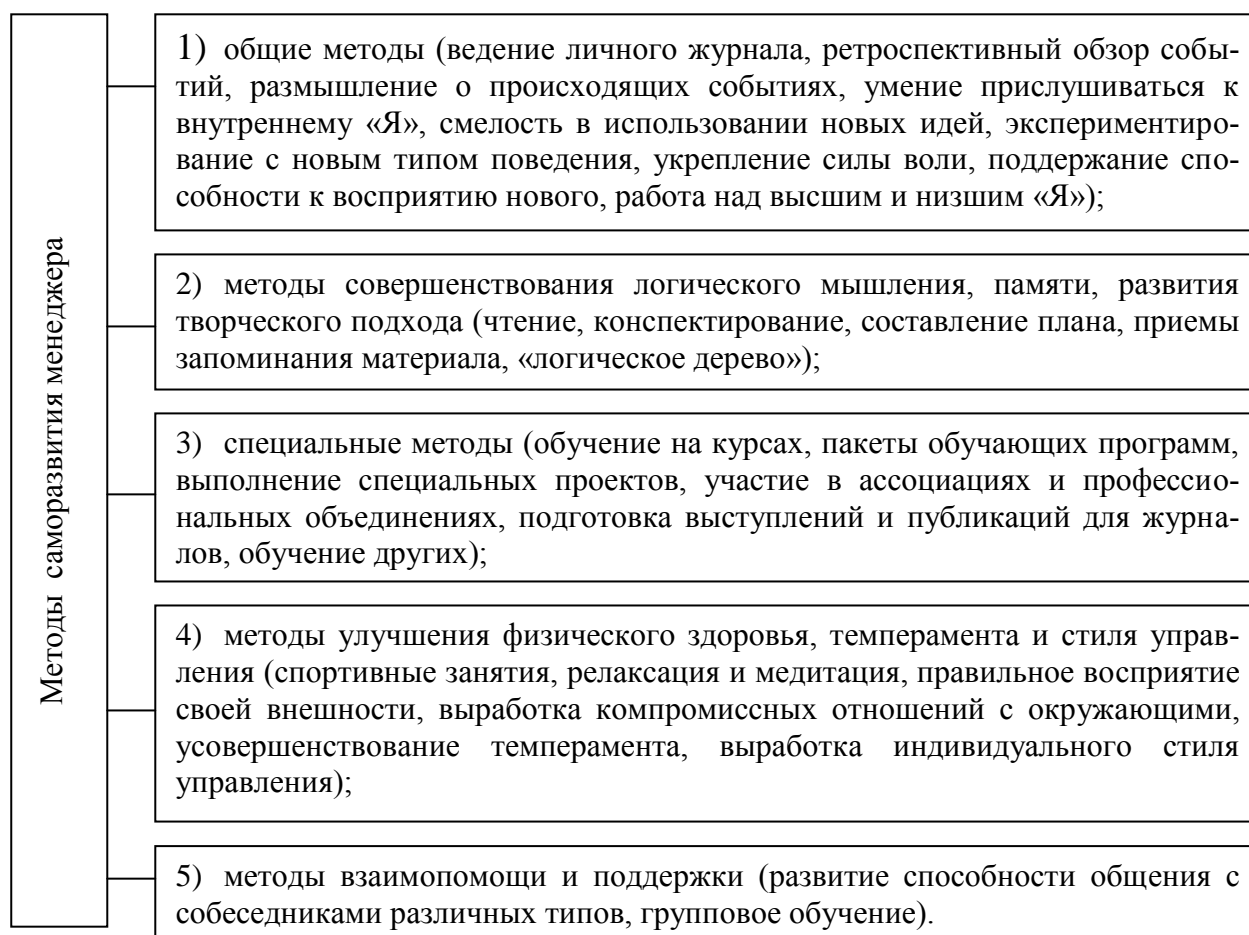 Методы саморазвития менеджера
1) общие методы (ведение личного журнала, ретроспективный обзор собы-
тий, размышление о происходящих событиях, умение прислушиваться к
внутреннему «Я», смелость в использовании новых идей, экспериментиро-
вание с новым типом поведения, укрепление силы воли, поддержание спо-
собности к восприятию нового, работа над высшим и низшим «Я»);
2) методы совершенствования логического мышления, памяти, развития
творческого подхода (чтение, конспектирование, составление плана, приемы
запоминания материала, «логическое дерево»);
3) специальные методы (обучение на курсах, пакеты обучающих программ,
выполнение специальных проектов, участие в ассоциациях и профессио-
нальных объединениях, подготовка выступлений и публикаций для журна-
лов, обучение других);
4) методы улучшения физического здоровья, темперамента и стиля управ-
ления (спортивные занятия, релаксация и медитация, правильное восприятие
своей внешности, выработка компромиссных отношений с окружающими,
усовершенствование темперамента, выработка индивидуального стиля
управления);
5) методы взаимопомощи и поддержки (развитие способности общения с
собеседниками различных типов, групповое обучение).